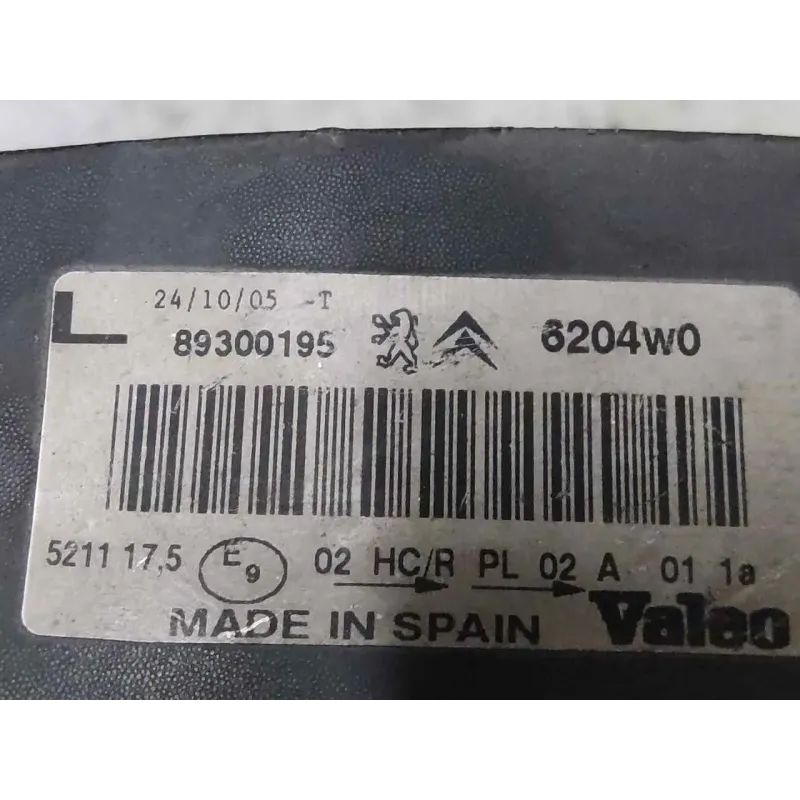 L 24/10/05 -T
89300195 6204W0
5211 17,5 E9 02 HC/R PL 02 A 01 1a
MADE IN SPAIN Valeo